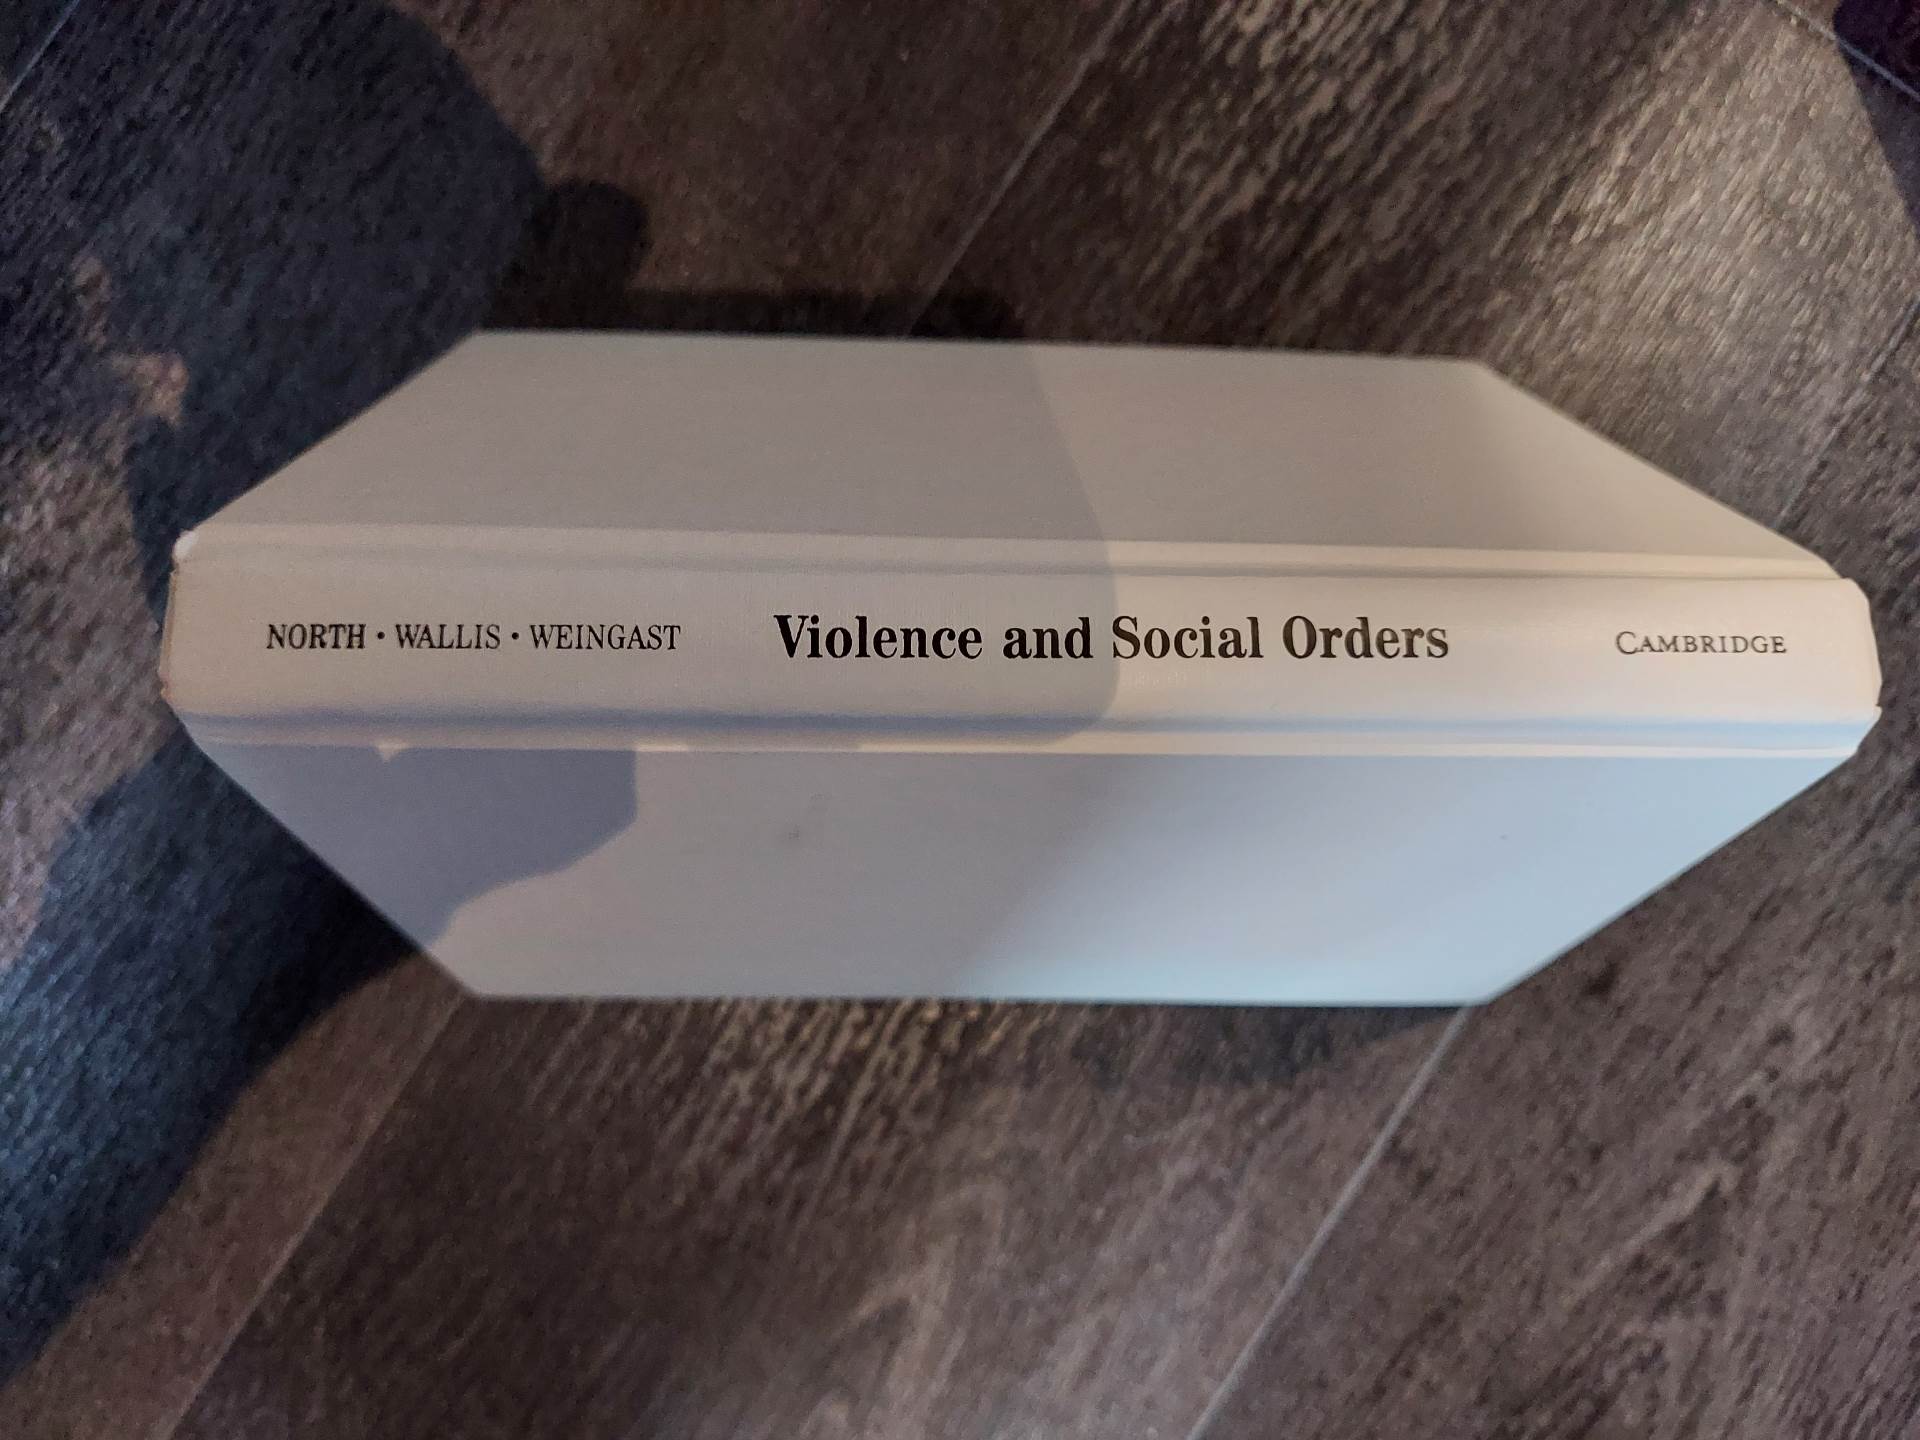 NORTH • WALLIS • WEINGAST Violence and Social Orders CAMBRIDGE